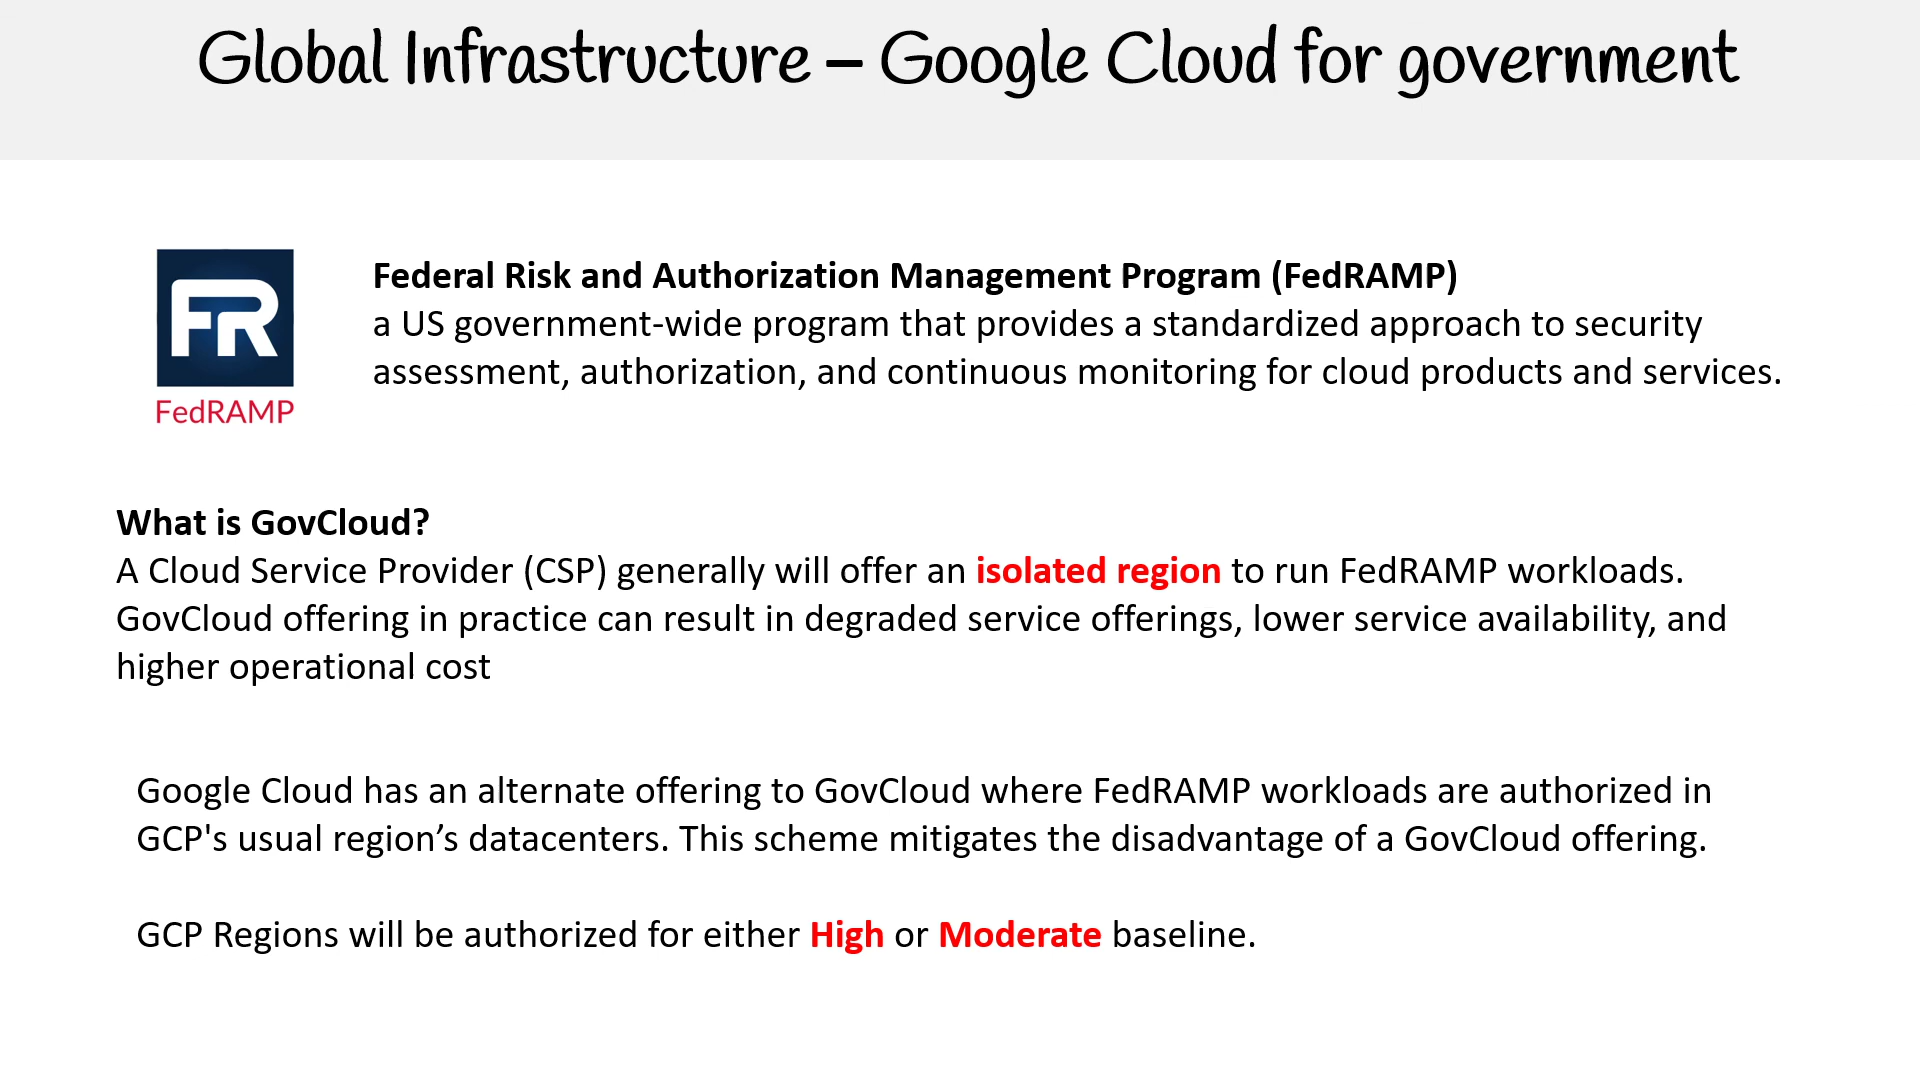 Global Infrastructure – Google Cloud for government
FR
FedRAMP
Federal Risk and Authorization Management Program (FedRAMP)
a US government-wide program that provides a standardized approach to security
assessment, authorization, and continuous monitoring for cloud products and services.
What is GovCloud?
A Cloud Service Provider (CSP) generally will offer an isolated region to run FedRAMP workloads.
GovCloud offering in practice can result in degraded service offerings, lower service availability, and
higher operational cost
Google Cloud has an alternate offering to GovCloud where FedRAMP workloads are authorized in
GCP's usual region’s datacenters. This scheme mitigates the disadvantage of a GovCloud offering.
GCP Regions will be authorized for either High or Moderate baseline.